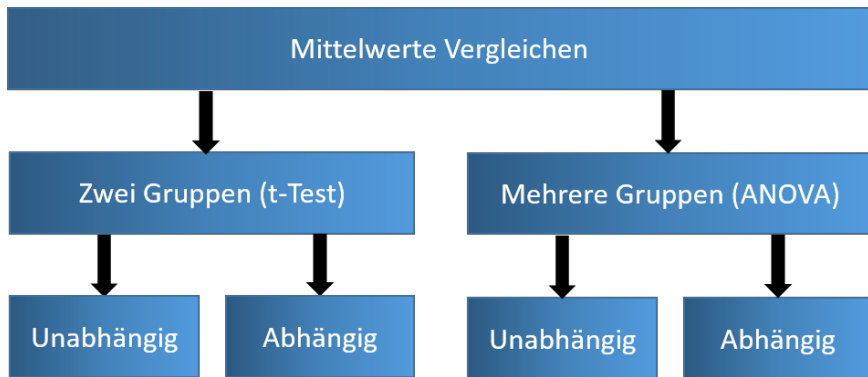 Mittelwerte Vergleichen
Zwei Gruppen (t-Test)
Mehrere Gruppen (ANOVA)
Unabhängig
Abhängig
Unabhängig
Abhängig